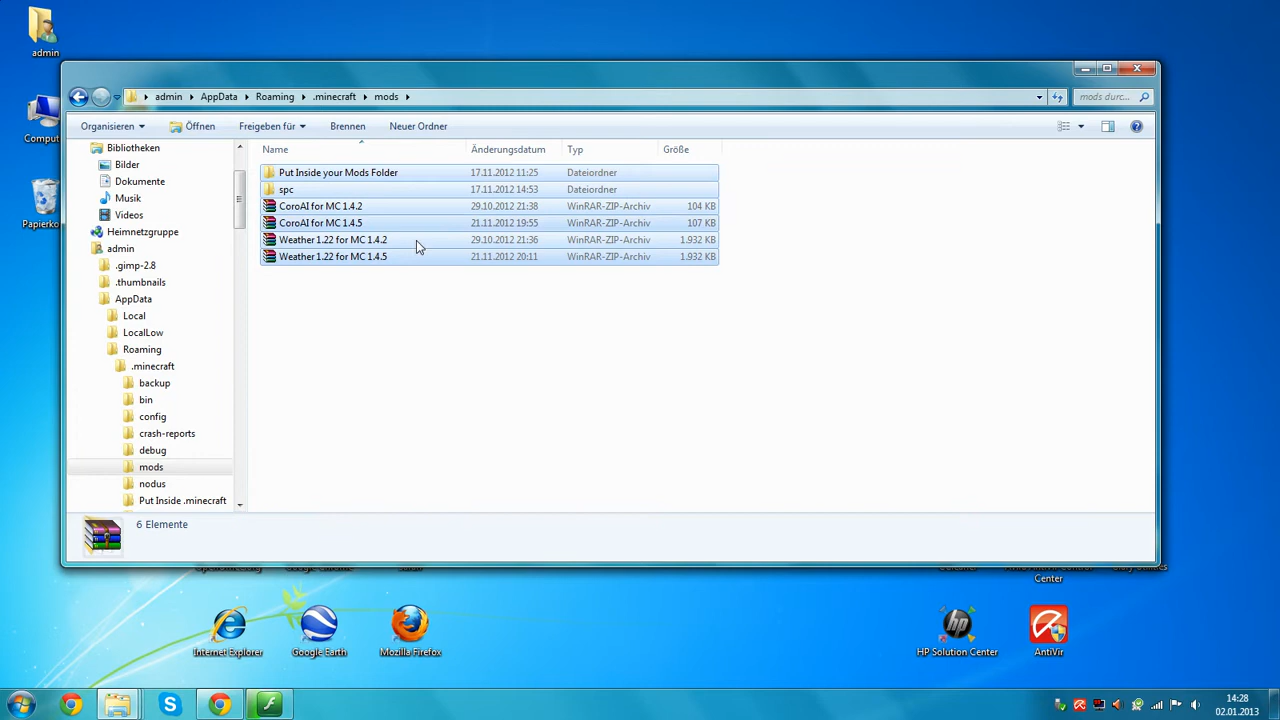 admin
Comput
Papierko
admin AppData Roaming .minecraft mods
mods durc...
Organisieren Öffnen Freigeben für Brennen Neuer Ordner
Bibliotheken
Bilder
Dokumente
Musik
Videos
Heimnetzgruppe
admin
.gimp-2.8
.thumbnails
AppData
Local
LocalLow
Roaming
.minecraft
backup
bin
config
crash-reports
debug
mods
nodus
Put Inside .minecraft
Name Änderungsdatum Typ Größe
Put Inside your Mods Folder 17.11.2012 11:25 Dateiordner
spc 17.11.2012 14:53 Dateiordner
CoroAI for MC 1.4.2 29.10.2012 21:38 WinRAR-ZIP-Archiv 104 KB
CoroAI for MC 1.4.5 21.11.2012 19:55 WinRAR-ZIP-Archiv 107 KB
Weather 1.22 for MC 1.4.2 29.10.2012 21:36 WinRAR-ZIP-Archiv 1.932 KB
Weather 1.22 for MC 1.4.5 21.11.2012 20:11 WinRAR-ZIP-Archiv 1.932 KB
6 Elemente
Center
Internet Explorer
Google Earth
Mozilla Firefox
HP Solution Center
AntiVir
14:28
02.01.2013